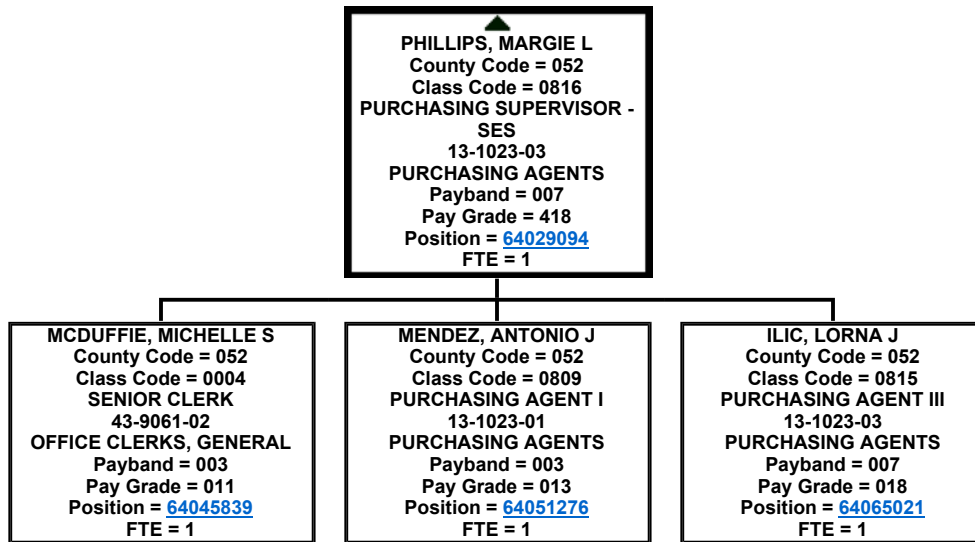 PHILLIPS, MARGIE L
County Code = 052
Class Code = 0816
PURCHASING SUPERVISOR -
SES
13-1023-03
PURCHASING AGENTS
Payband = 007
Pay Grade = 418
Position = 64029094
FTE = 1
MCDUFFIE, MICHELLE S
County Code = 052
Class Code = 0004
SENIOR CLERK
43-9061-02
OFFICE CLERKS, GENERAL
Payband = 003
Pay Grade = 011
Position = 64045839
FTE = 1
MENDEZ, ANTONIO J
County Code = 052
Class Code = 0809
PURCHASING AGENT I
13-1023-01
PURCHASING AGENTS
Payband = 003
Pay Grade = 013
Position = 64051276
FTE = 1
ILIC, LORNA J
County Code = 052
Class Code = 0815
PURCHASING AGENT III
13-1023-03
PURCHASING AGENTS
Payband = 007
Pay Grade = 018
Position = 64065021
FTE = 1